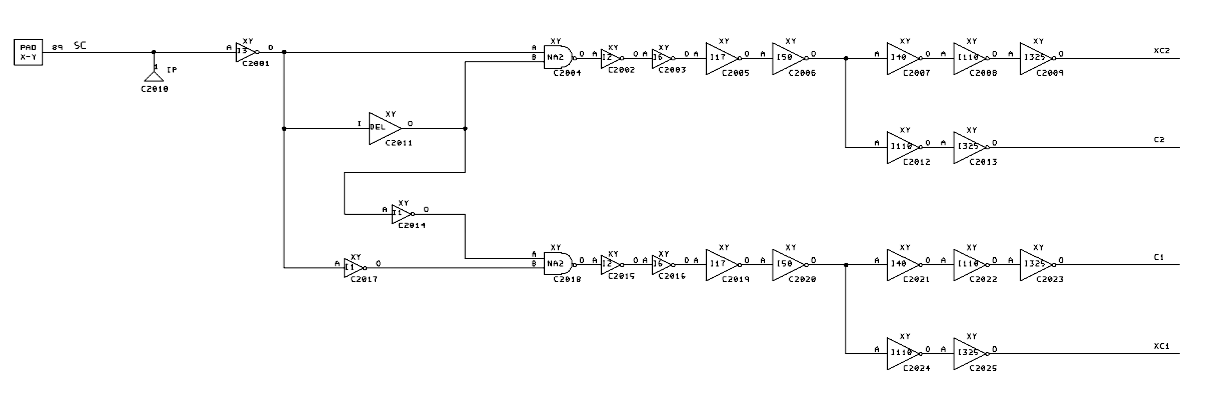 PAD
X-Y
89 SC
1 IP
C2010
XY
A I3 O
C2001
XY
A
B NA2 O
C2004
XY
A I2 O
C2002
XY
A I6 O
C2003
XY
A I17 O
C2005
XY
A I50 O
C2006
XY
A I40 O
C2007
XY
A I110 O
C2008
XY
A I325 O
C2009
XC2
XY
I DEL O
C2011
XY
A I110 O
C2012
XY
A I325 O
C2013
C2
XY
A I1 O
C2014
XY
A I1 O
C2017
XY
A
B NA2 O
C2018
XY
A I2 O
C2015
XY
A I6 O
C2016
XY
A I17 O
C2019
XY
A I50 O
C2020
XY
A I40 O
C2021
XY
A I110 O
C2022
XY
A I325 O
C2023
C1
XY
A I110 O
C2024
XY
A I325 O
C2025
XC1